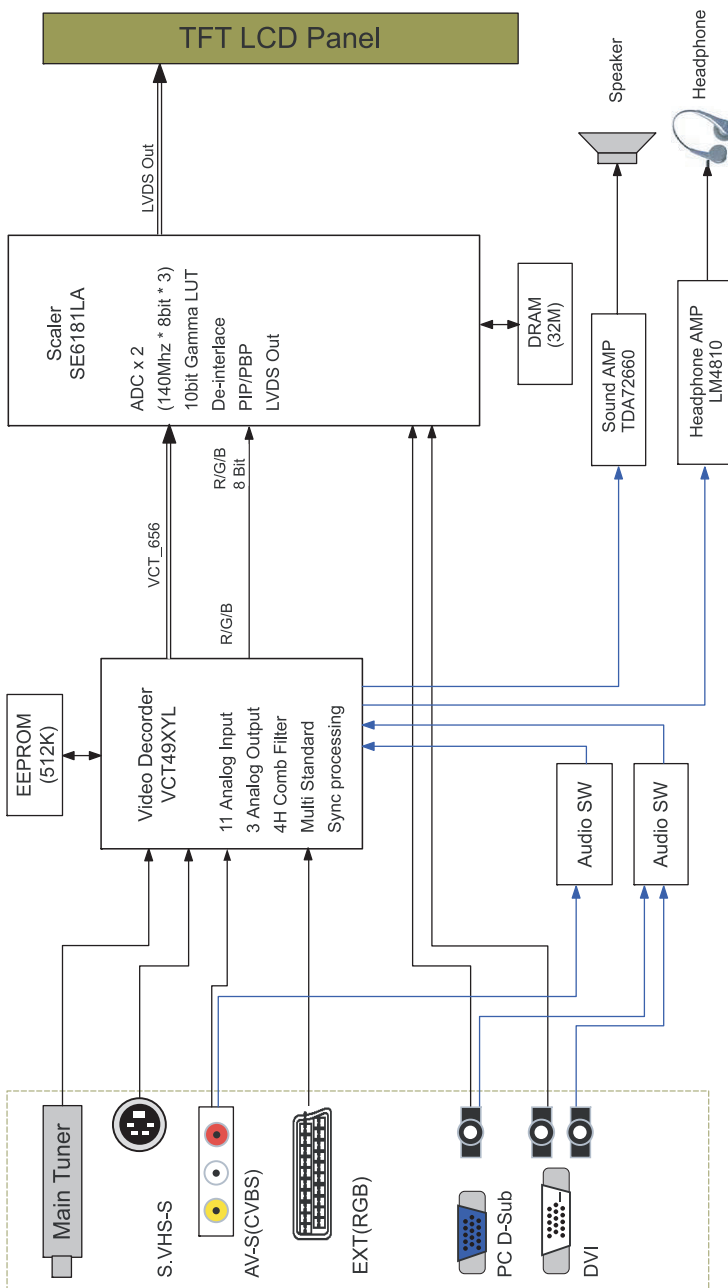 TFT LCD Panel
LVDS Out
Scaler
SE6181LA
ADC x 2
(140Mhz * 8bit * 3)
10bit Gamma LUT
De-interlace
PIP/PBP
LVDS Out
DRAM
(32M)
Speaker
Headphone
Sound AMP
TDA72660
Headphone AMP
LM4810
VCT_656
R/G/B
8 Bit
R/G/B
EEPROM
(512K)
Video Decorder
VCT49XYL
11 Analog Input
3 Analog Output
4H Comb Filter
Multi Standard
Sync processing
Audio SW
Audio SW
Main Tuner
S.VHS-S
AV-S(CVBS)
EXT(RGB)
PC D-Sub
DVI